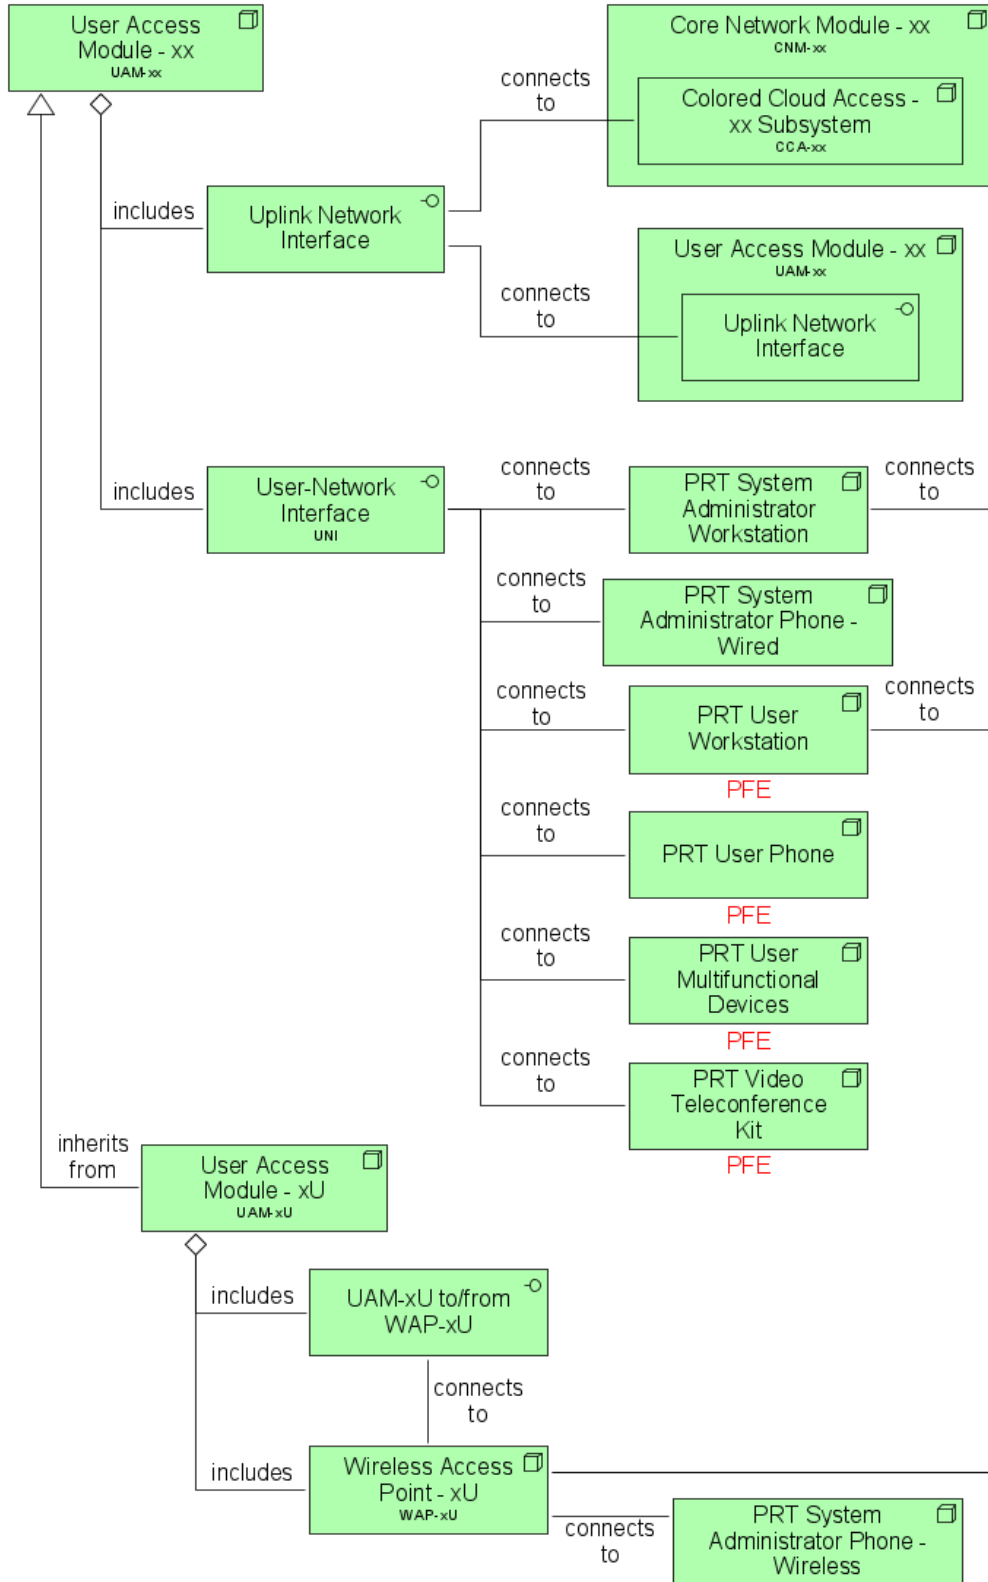 User Access
Module - xx
UAM-xx
Core Network Module - xx
CNM-xx
connects
to
Colored Cloud Access -
xx Subsystem
CCA-xx
includes
Uplink Network
Interface
User Access Module - xx
UAM-xx
connects
to
Uplink Network
Interface
includes
User-Network
Interface
UNI
connects
to
PRT System
Administrator
Workstation
connects
to
connects
to
PRT System
Administrator Phone -
Wired
connects
to
PRT User
Workstation
connects
to
PFE
connects
to
PRT User Phone
PFE
connects
to
PRT User
Multifunctional
Devices
PFE
connects
to
PRT Video
Teleconference
Kit
PFE
inherits
from
User Access
Module - xU
UAM-xU
includes
UAM-xU to/from
WAP-xU
connects
to
includes
Wireless Access
Point - xU
WAP-xU
connects
to
PRT System
Administrator Phone -
Wireless